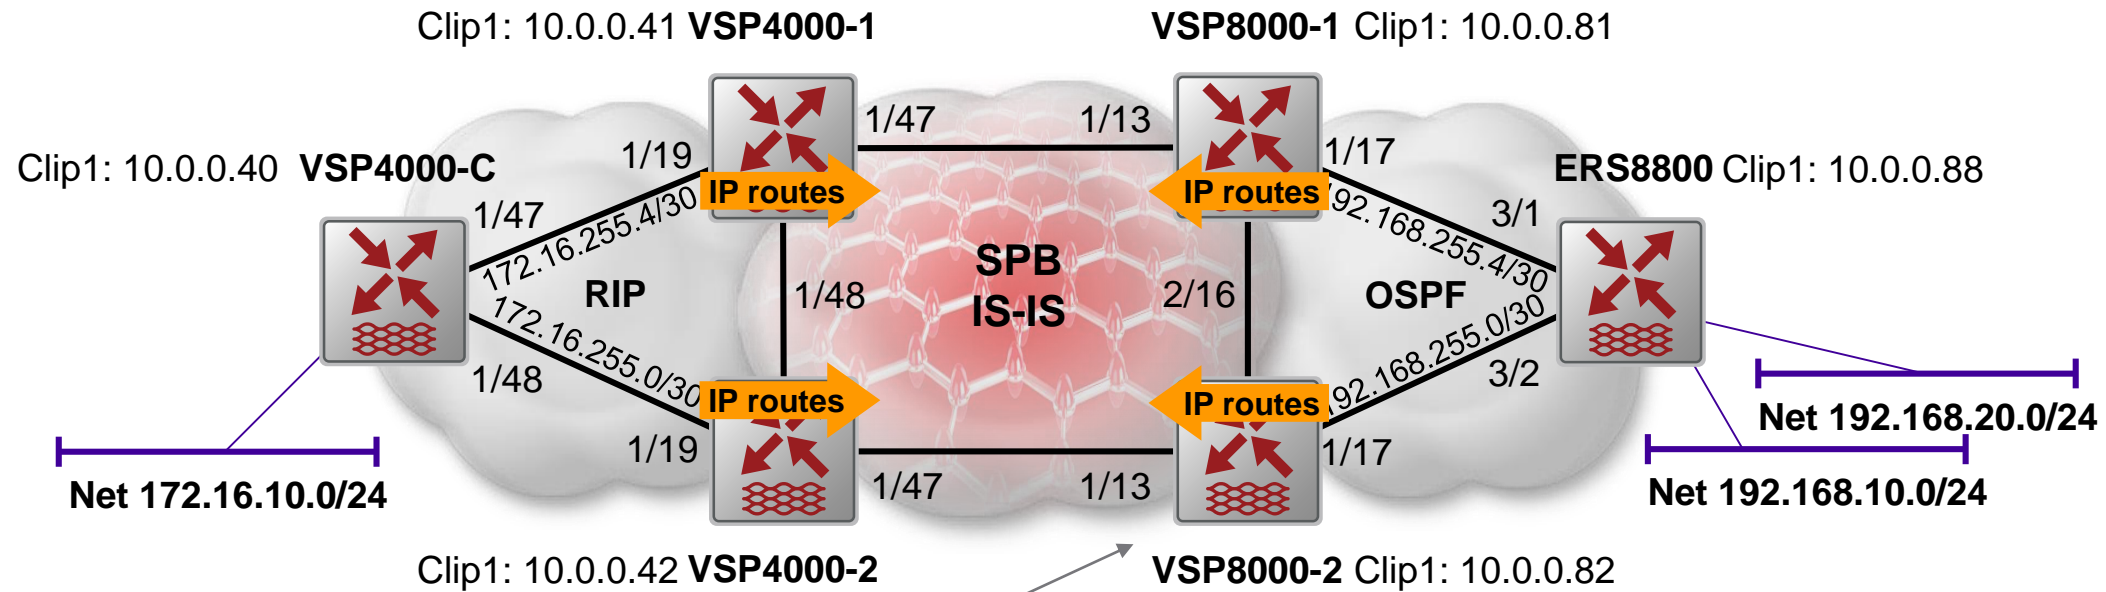 Clip1: 10.0.0.41 VSP4000-1
VSP8000-1 Clip1: 10.0.0.81
1/47
1/13
1/19
1/17
Clip1: 10.0.0.40 VSP4000-C
ERS8800 Clip1: 10.0.0.88
IP routes
IP routes
1/47
172.16.255.4/30
92.168.255.4/30
3/1
SPB
IS-IS
RIP
1/48
2/16
OSPF
172.16.255.0/30
92.168.255.0/30
1/48
3/2
IP routes
IP routes
Net 192.168.20.0/24
1/19
1/17
1/47
1/13
Net 172.16.10.0/24
Net 192.168.10.0/24
Clip1: 10.0.0.42 VSP4000-2
VSP8000-2 Clip1: 10.0.0.82